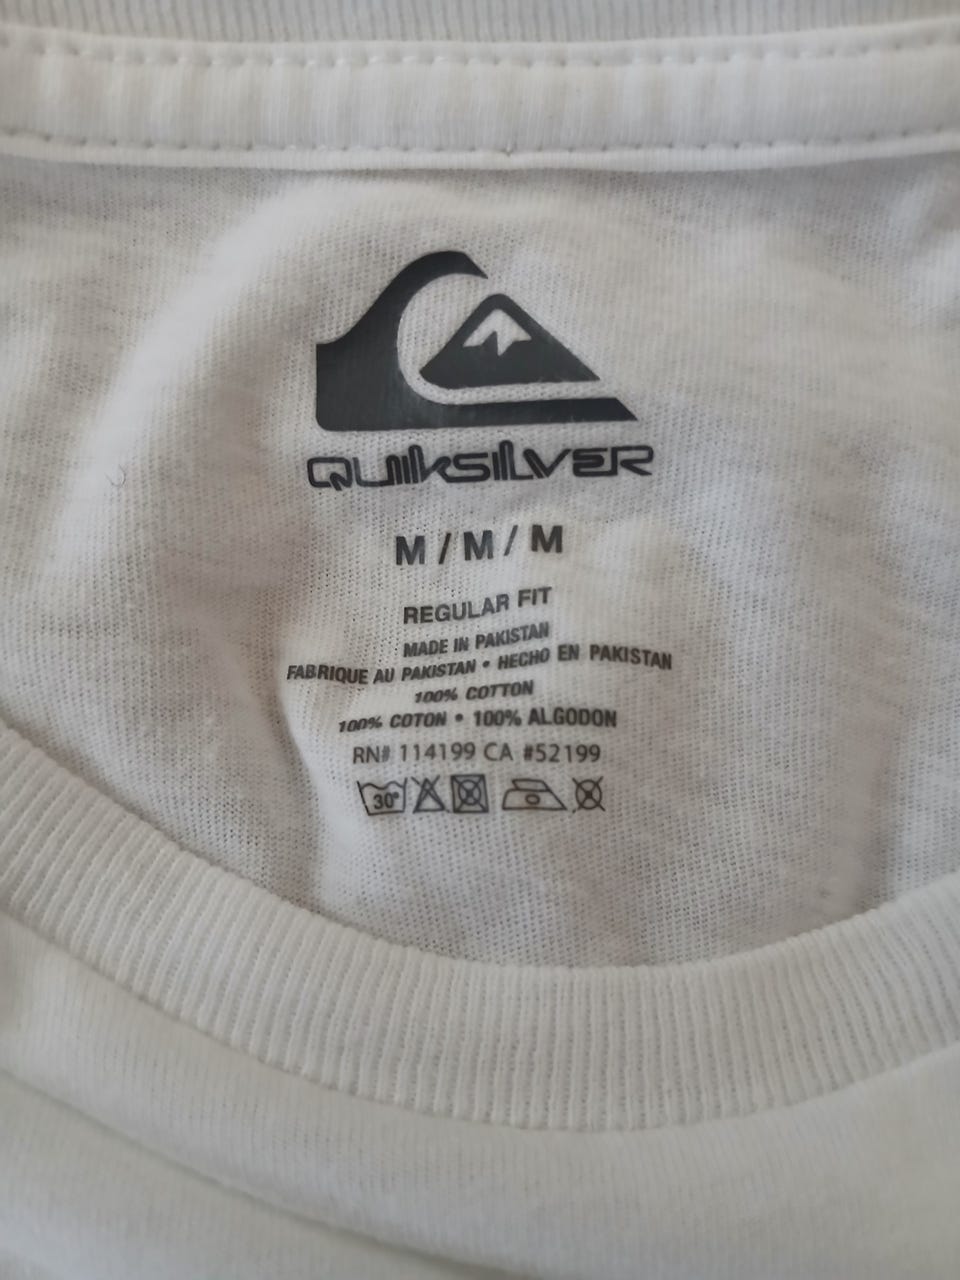 QUIKSILVER
M / M / M
REGULAR FIT
MADE IN PAKISTAN
FABRIQUE AU PAKISTAN • HECHO EN PAKISTAN
100% COTTON
100% COTON • 100% ALGODON
RN# 114199 CA #52199
30°